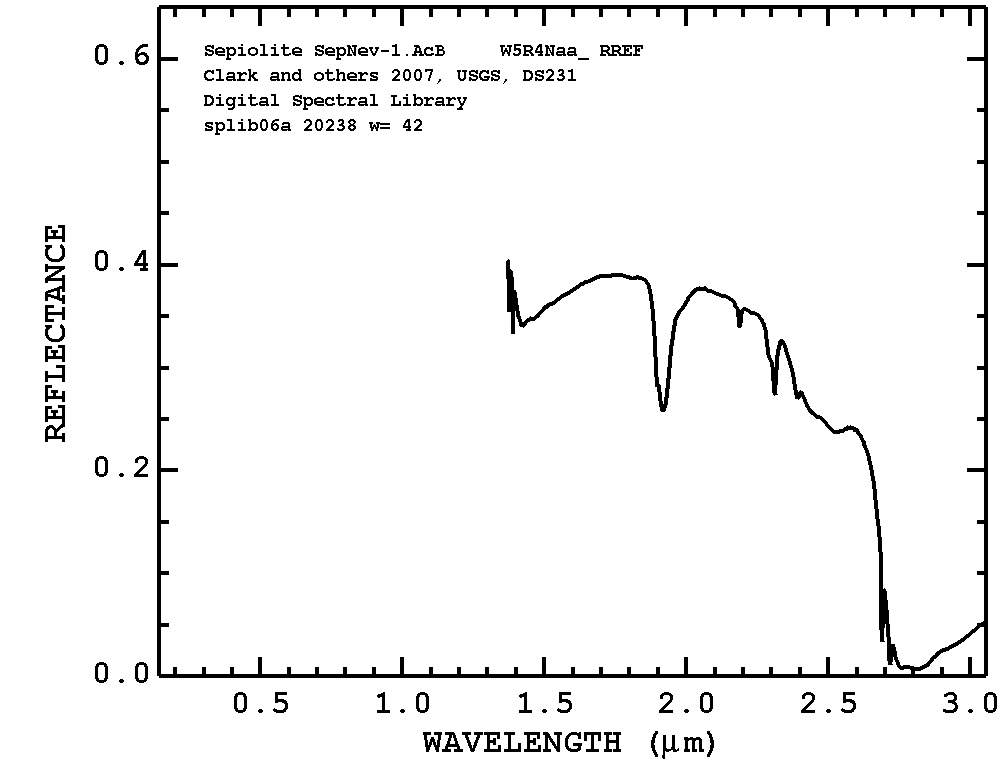 Sepiolite SepNev-1.AcB W5R4Naa_ RREF
Clark and others 2007, USGS, DS231
Digital Spectral Library
splib06a 20238 w= 42
0.6
0.4
0.2
0.0
REFLECTANCE
0.5 1.0 1.5 2.0 2.5 3.0
WAVELENGTH (μm)